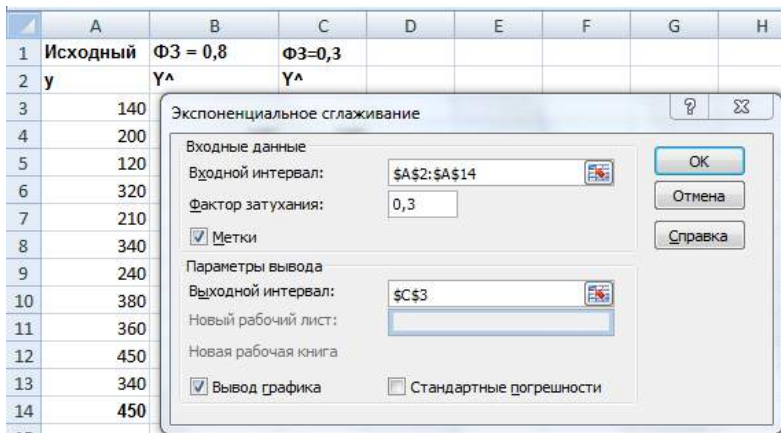 A B C D E F G H
1 Исходный ФЗ = 0,8 ФЗ=0,3
2 y Y^ Y^
3 140
4 200
5 120
6 320
7 210
8 340
9 240
10 380
11 360
12 450
13 340
14 450
Экспоненциальное сглаживание
Входные данные
Входной интервал: $A$2:$A$14
Фактор затухания: 0,3
Метки
Параметры вывода
Выходной интервал: $C$3
Новый рабочий лист:
Новая рабочая книга
Вывод графика Стандартные погрешности
?
OK
Отмена
Справка